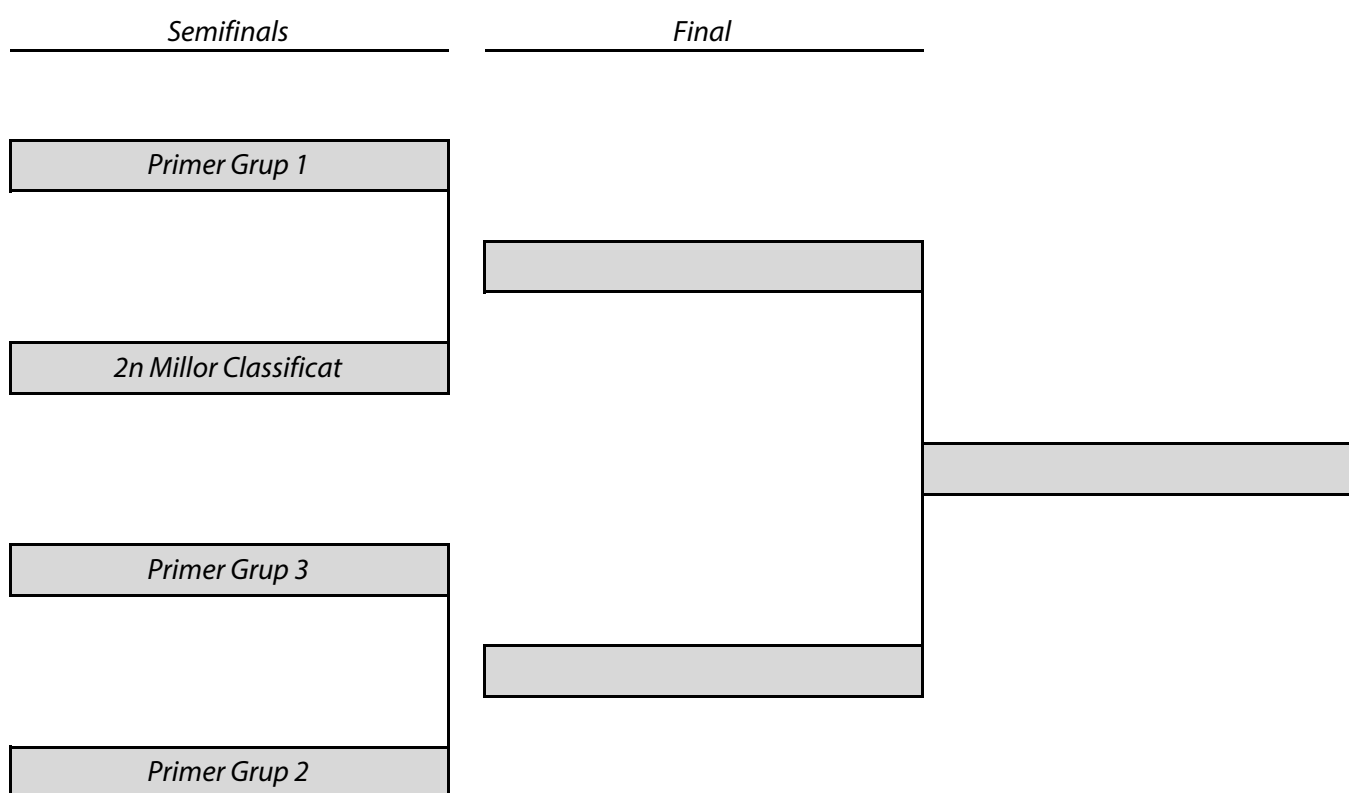 Semifinals
Final
Primer Grup 1
2n Millor Classificat
Primer Grup 3
Primer Grup 2